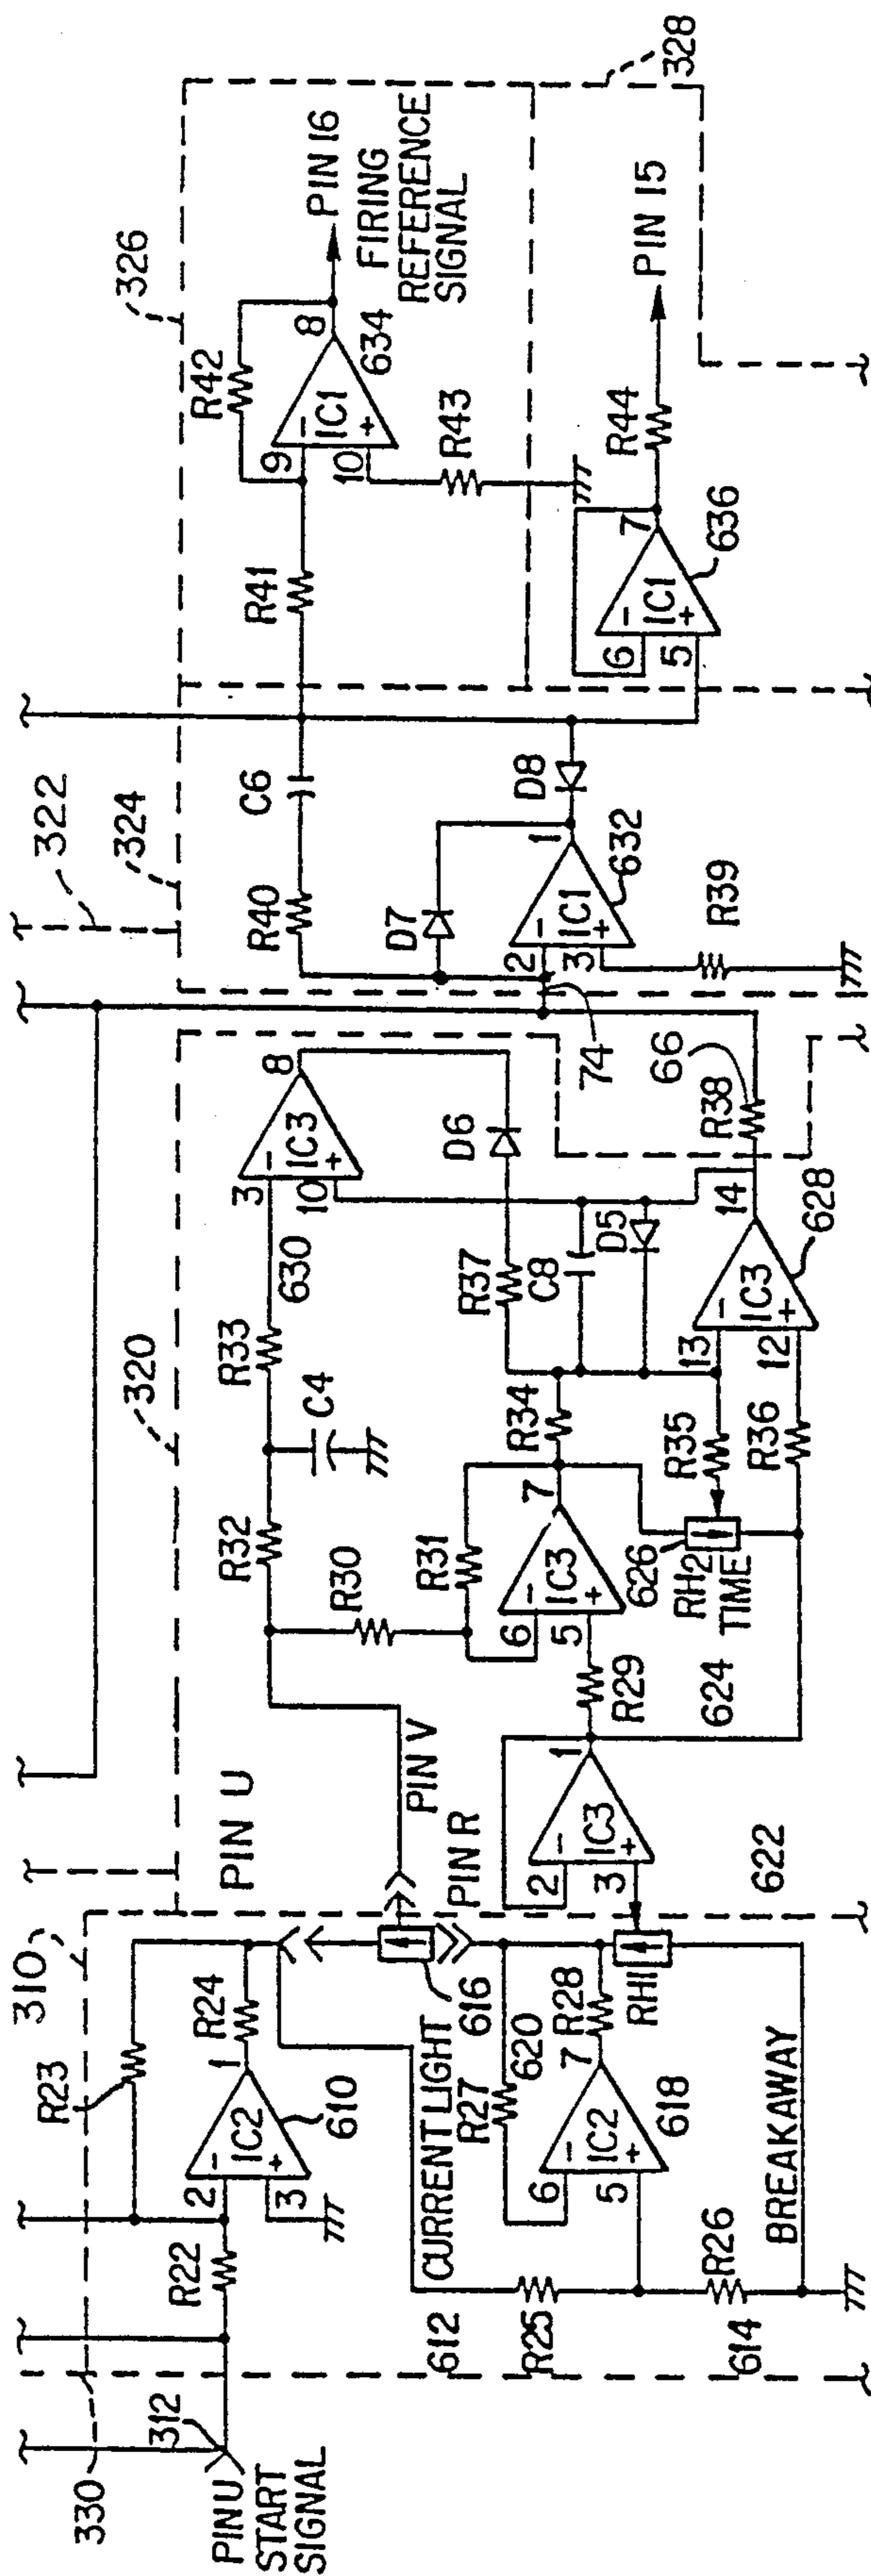 330
312
PIN U
START
SIGNAL
310
R23
R22
R24
2
3
1
IC2
610
CURRENT LIGHT
616
612
R25
614
R26
R27
620
R28
6
5
7
IC2
618
RH1
BREAKAWAY
PIN U
PIN V
PIN R
320
R32
R33
C4
R30
R31
630
3
10
8
IC3
R37
D6
C8
D5
R34
6
5
7
IC3
R29
2
3
1
IC3
622
624
626
RH2
TIME
R35
R36
13
12
14
IC3
628
R38
66
74
322
324
R40
C6
D7
D8
2
3
1
IC1
632
R39
326
R41
R42
9
10
8
IC1
634
R43
PIN 16
FIRING
REFERENCE
SIGNAL
328
6
5
7
IC1
636
R44
PIN 15